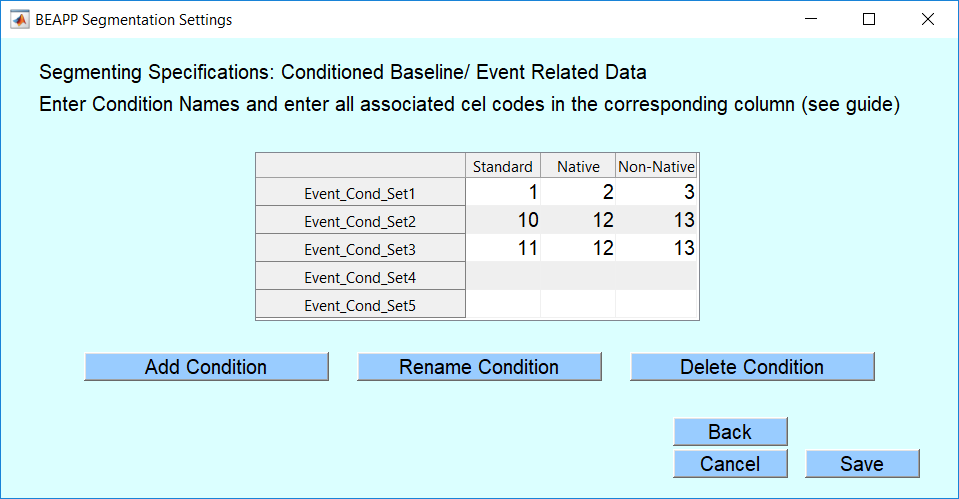 BEAPP Segmentation Settings
Segmenting Specifications: Conditioned Baseline/ Event Related Data
Enter Condition Names and enter all associated cel codes in the corresponding column (see guide)
Standard Native Non-Native
Event_Cond_Set1 1 2 3
Event_Cond_Set2 10 12 13
Event_Cond_Set3 11 12 13
Event_Cond_Set4
Event_Cond_Set5
Add Condition Rename Condition Delete Condition
Back
Cancel Save